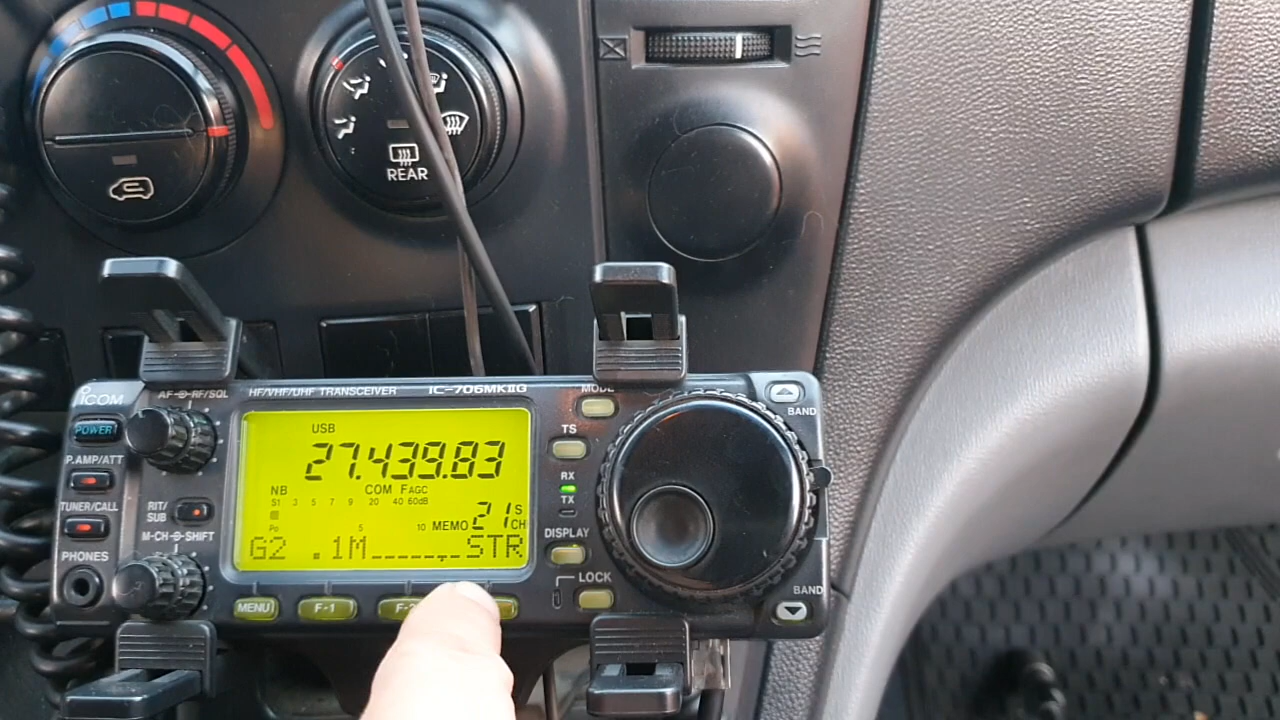 REAR
ICOM
AF RF/SQL
HF/VHF/UHF TRANSCEIVER
IC-706MKIIG
MODE
BAND
POWER
USB
TS
27.439.83
P.AMP/ATT
RX
NB
COM FAGC
S1 3 5 7 9 20 40 60dB
TX
TUNER/CALL
RIT/
SUB
Po 5 10 MEMO 21 S CH
DISPLAY
M-CH SHIFT
G2 .1M STR
PHONES
LOCK
BAND
MENU
F-1